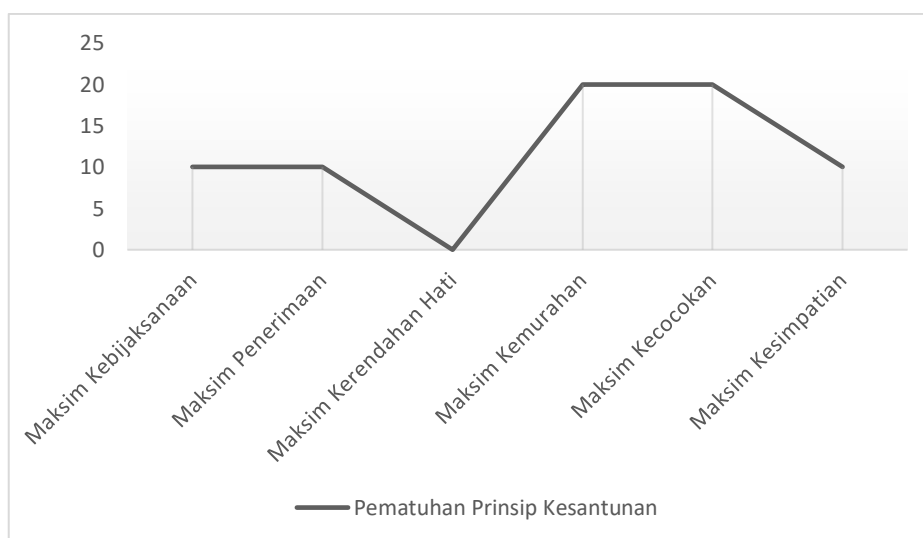 25
20
15
10
5
0
Maksim Kebijaksanaan
Maksim Penerimaan
Maksim Kerendahan Hati
Maksim Kemurahan
Maksim Kecocokan
Maksim Kesimpatian
Pematuhan Prinsip Kesantunan